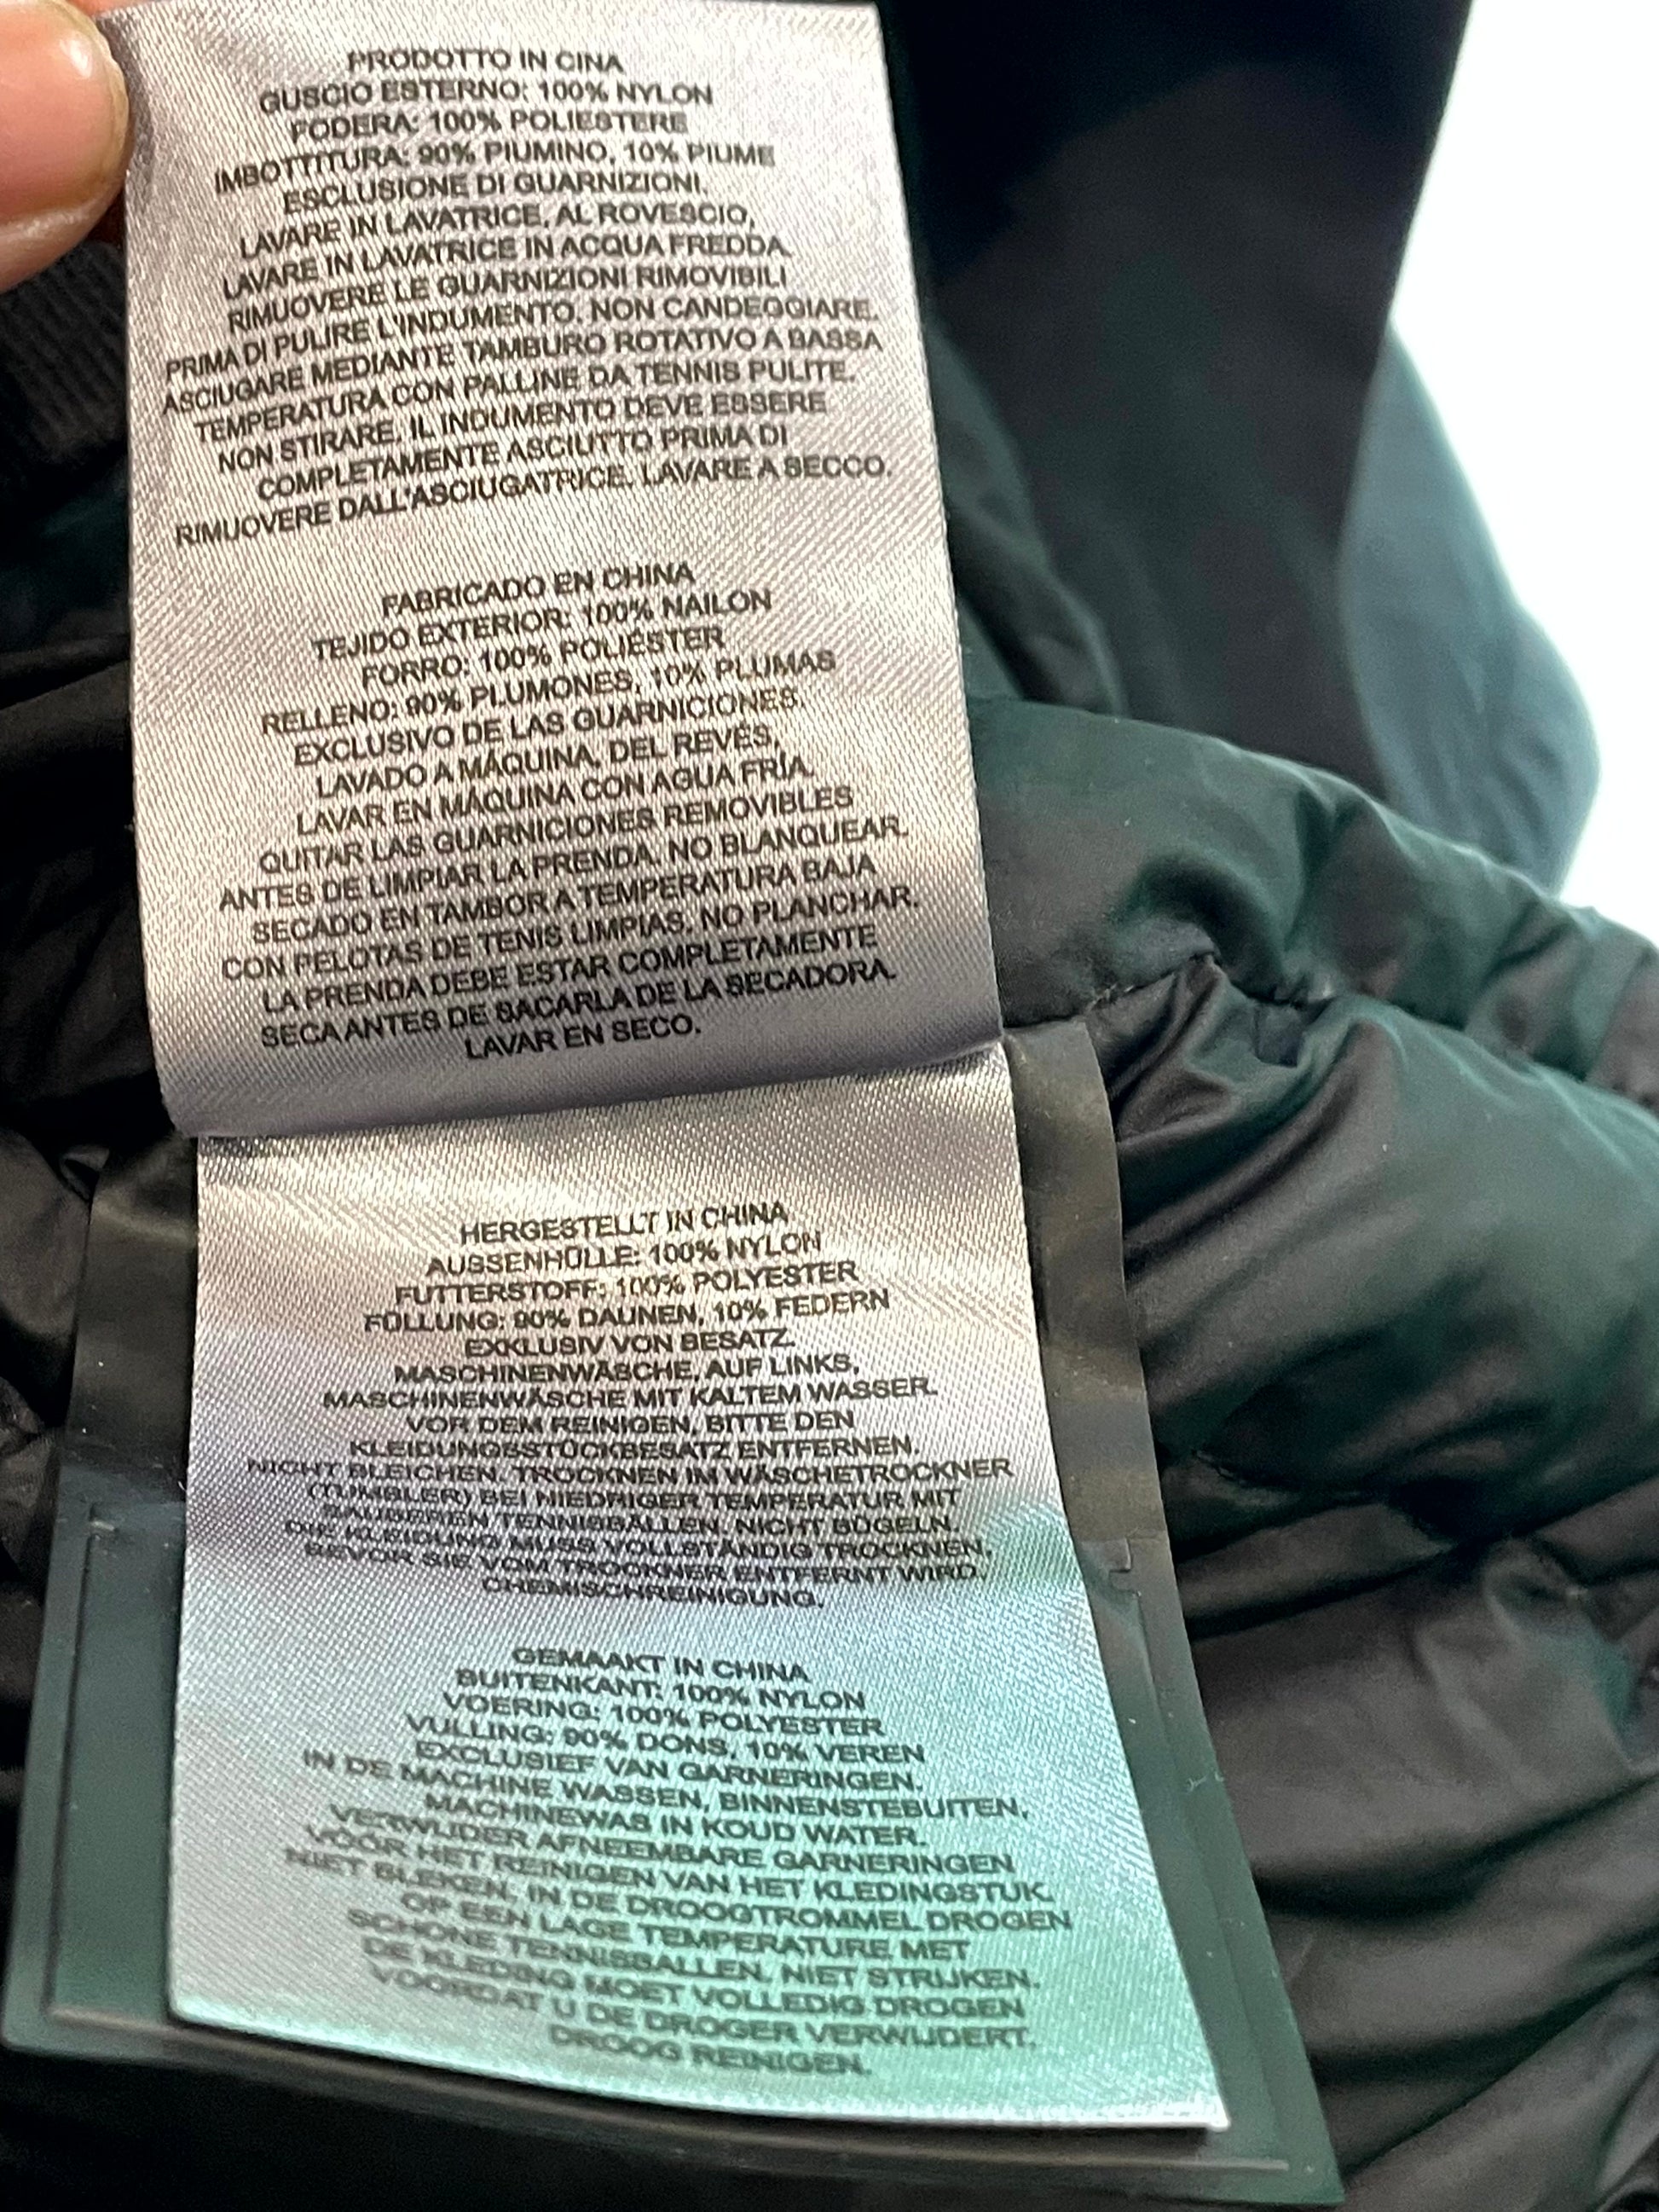 PRODOTTO IN CINA
GUSCIO ESTERNO: 100% NYLON
FODERA: 100% POLIESTERE
IMBOTTITURA: 90% PIUMINO, 10% PIUME
ESCLUSIONE DI GUARNIZIONI.
LAVARE IN LAVATRICE, AL ROVESCIO,
LAVARE IN LAVATRICE IN ACQUA FREDDA.
RIMUOVERE LE GUARNIZIONI RIMOVIBILI
PRIMA DI PULIRE L'INDUMENTO. NON CANDEGGIARE.
ASCIUGARE MEDIANTE TAMBURO ROTATIVO A BASSA
TEMPERATURA CON PALLINE DA TENNIS PULITE.
NON STIRARE. IL INDUMENTO DEVE ESSERE
COMPLETAMENTE ASCIUTTO PRIMA DI
RIMUOVERE DALL'ASCIUGATRICE. LAVARE A SECCO.
FABRICADO EN CHINA
TEJIDO EXTERIOR: 100% NAILON
FORRO: 100% POLIÉSTER
RELLENO: 90% PLUMONES, 10% PLUMAS
EXCLUSIVO DE LAS GUARNICIONES.
LAVADO A MÁQUINA, DEL REVÉS,
LAVAR EN MÁQUINA CON AGUA FRÍA.
QUITAR LAS GUARNICIONES REMOVIBLES
ANTES DE LIMPIAR LA PRENDA. NO BLANQUEAR.
SECADO EN TAMBOR A TEMPERATURA BAJA
CON PELOTAS DE TENIS LIMPIAS. NO PLANCHAR.
LA PRENDA DEBE ESTAR COMPLETAMENTE
SECA ANTES DE SACARLA DE LA SECADORA.
LAVAR EN SECO.
HERGESTELLT IN CHINA
AUSSENHÜLLE: 100% NYLON
FUTTERSTOFF: 100% POLYESTER
FÜLLUNG: 90% DAUNEN, 10% FEDERN
EXKLUSIV VON BESATZ.
MASCHINENWÄSCHE, AUF LINKS,
MASCHINENWÄSCHE MIT KALTEM WASSER.
VOR DEM REINIGEN, BITTE DEN
KLEIDUNGSSTÜCKBESATZ ENTFERNEN.
NICHT BLEICHEN. TROCKNEN IM WÄSCHETROCKNER
(TUMBLER) BEI NIEDRIGER TEMPERATUR MIT
SAUBEREN TENNISBÄLLEN. NICHT BÜGELN.
DIE KLEIDUNG MUSS VOLLSTÄNDIG TROCKNEN,
BEVOR SIE VOM TROCKNER ENTFERNT WIRD.
CHEMISCHREINIGUNG.
GEMAAKT IN CHINA
BUITENKANT: 100% NYLON
VOERING: 100% POLYESTER
VULLING: 90% DONS, 10% VEREN
EXCLUSIEF VAN GARNERINGEN.
IN DE MACHINE WASSEN, BINNENSTEBUITEN,
MACHINEWAS IN KOUD WATER.
VERWIJDER AFNEEMBARE GARNERINGEN
VOOR HET REINIGEN VAN HET KLEDINGSTUK.
NIET BLEKEN. IN DE DROOGTROMMEL DROGEN
OP EEN LAGE TEMPERATURE MET
SCHONE TENNISBALLEN. NIET STRIJKEN.
DE KLEDING MOET VOLLEDIG DROGEN
VOORDAT U DE DROGER VERWIJDERT.
DROOG REINIGEN.